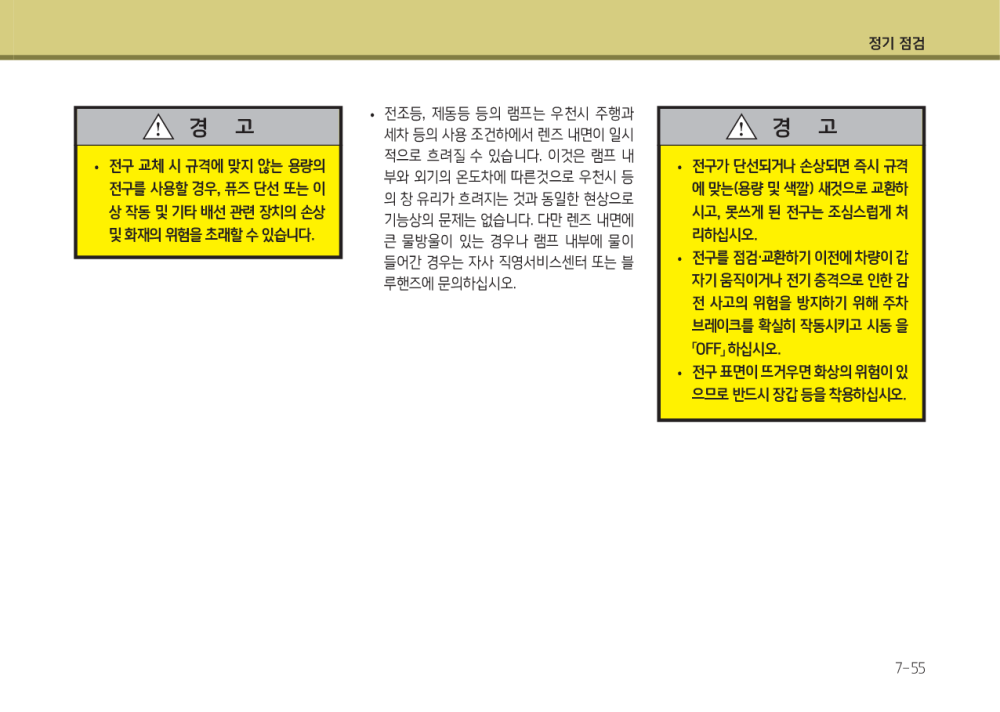 정기 점검
경 고
• 전구 교체 시 규격에 맞지 않는 용량의
전구를 사용할 경우, 퓨즈 단선 또는 이
상 작동 및 기타 배선 관련 장치의 손상
및 화재의 위험을 초래할 수 있습니다.
• 전조등, 제동등 등의 램프는 우천시 주행과
세차 등의 사용 조건하에서 렌즈 내면이 일시
적으로 흐려질 수 있습니다. 이것은 램프 내
부와 외기의 온도차에 따른것으로 우천시 등
의 창 유리가 흐려지는 것과 동일한 현상으로
기능상의 문제는 없습니다. 다만 렌즈 내면에
큰 물방울이 있는 경우나 램프 내부에 물이
들어간 경우는 자사 직영서비스센터 또는 블
루핸즈에 문의하십시오.
경 고
• 전구가 단선되거나 손상되면 즉시 규격
에 맞는(용량 및 색깔) 새것으로 교환하
시고, 못쓰게 된 전구는 조심스럽게 처
리하십시오.
• 전구를 점검·교환하기 이전에 차량이 갑
자기 움직이거나 전기 충격으로 인한 감
전 사고의 위험을 방지하기 위해 주차
브레이크를 확실히 작동시키고 시동 을
「OFF」하십시오.
• 전구 표면이 뜨거우면 화상의 위험이 있
으므로 반드시 장갑 등을 착용하십시오.
7-55